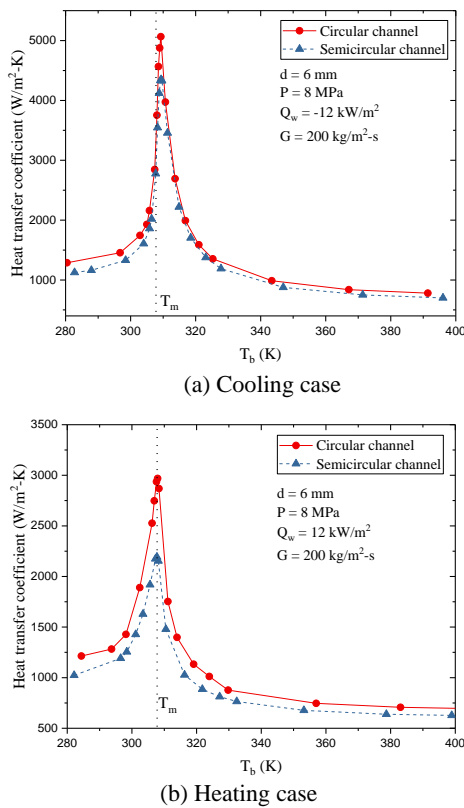 Heat transfer coefficient (W/m²-K)
5000
4000
3000
2000
1000
Circular channel
Semicircular channel
d = 6 mm
P = 8 MPa
Q_w = -12 kW/m²
G = 200 kg/m²-s
T_m
280 300 320 340 360 380 400
T_b (K)
(a) Cooling case
Heat transfer coefficient (W/m²-K)
3500
3000
2500
2000
1500
1000
500
Circular channel
Semicircular channel
d = 6 mm
P = 8 MPa
Q_w = 12 kW/m²
G = 200 kg/m²-s
T_m
280 300 320 340 360 380 400
T_b (K)
(b) Heating case